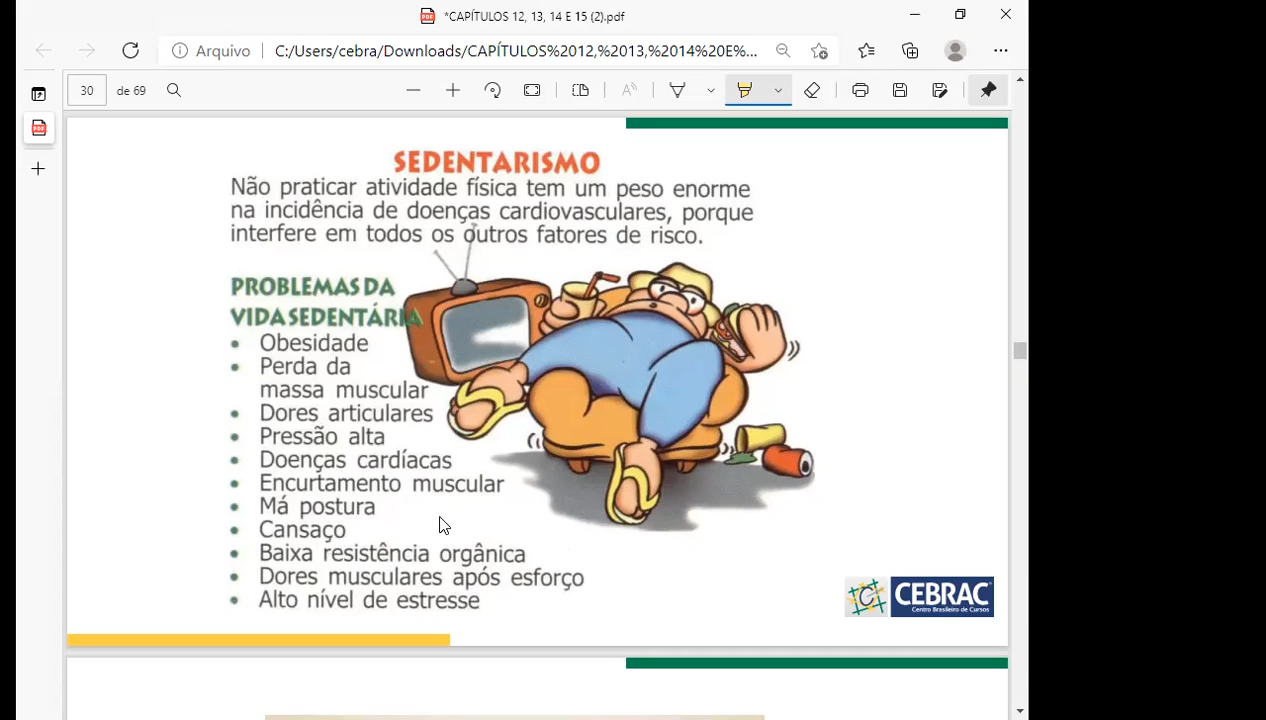 *CAPÍTULOS 12, 13, 14 E 15 (2).pdf
Arquivo
C:/Users/cebra/Downloads/CAPÍTULOS%2012,%2013,%2014%20E%...
30
de 69
SEDENTARISMO
Não praticar atividade física tem um peso enorme
na incidência de doenças cardiovasculares, porque
interfere em todos os outros fatores de risco.
PROBLEMAS DA
VIDA SEDENTÁRIA
• Obesidade
• Perda da
massa muscular
• Dores articulares
• Pressão alta
• Doenças cardíacas
• Encurtamento muscular
• Má postura
• Cansaço
• Baixa resistência orgânica
• Dores musculares após esforço
• Alto nível de estresse
CEBRAC
Centro Brasileiro de Cursos